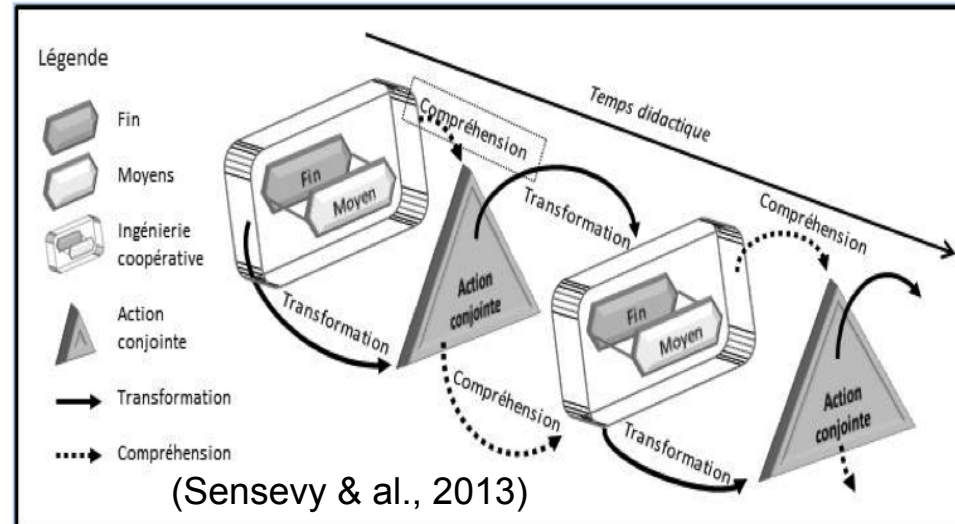 Légende
Fin
Moyens
Ingénierie
coopérative
Action
conjointe
Transformation
Compréhension
Temps didactique
Compréhension
Fin
Moyen
Transformation
Transformation
Action
conjointe
Compréhension
Compréhension
Fin
Moyen
Transformation
Action
conjointe
(Sensevy & al., 2013)